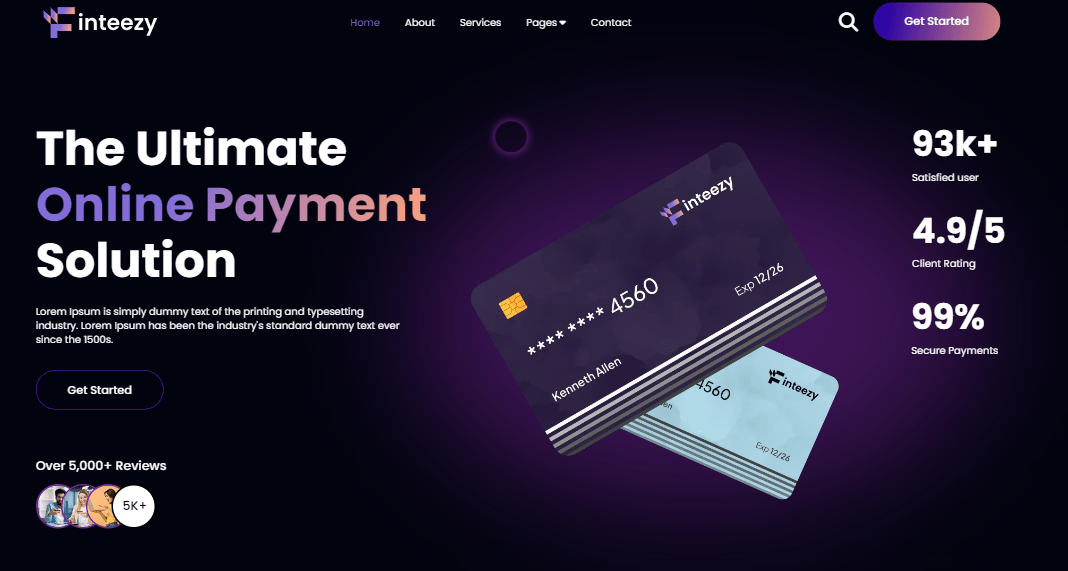 Finteezy
Home
About
Services
Pages
Contact
Get Started
The Ultimate
Online Payment
Solution
Lorem Ipsum is simply dummy text of the printing and typesetting
industry. Lorem Ipsum has been the industry's standard dummy text ever
since the 1500s.
Get Started
Over 5,000+ Reviews
5K+
Finteezy
**** **** 4560
Exp 12/26
Kenneth Allen
Finteezy
4560
Exp 12/26
93k+
Satisfied user
4.9/5
Client Rating
99%
Secure Payments